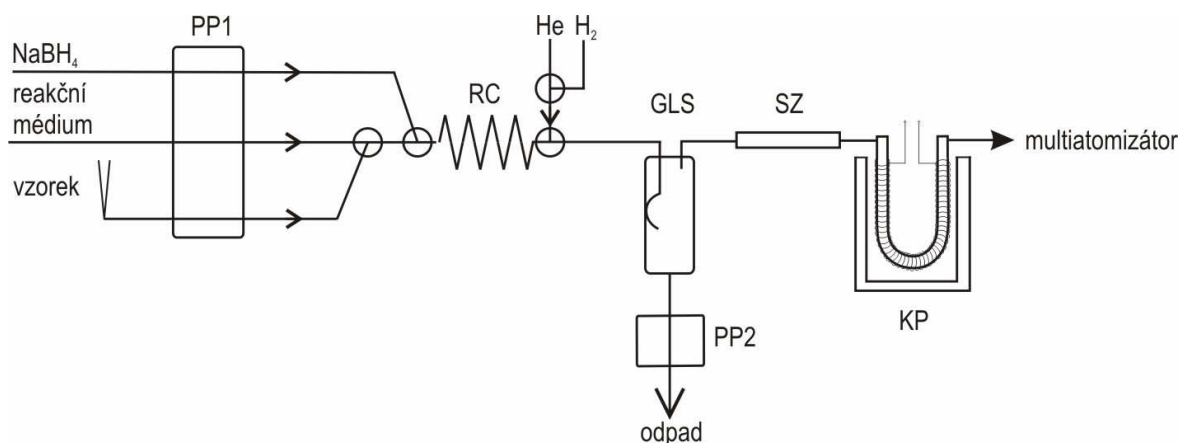 PP1
He H₂
NaBH₄
reakční
médium
RC
GLS
SZ
multiatomizátor
vzorek
KP
PP2
odpad